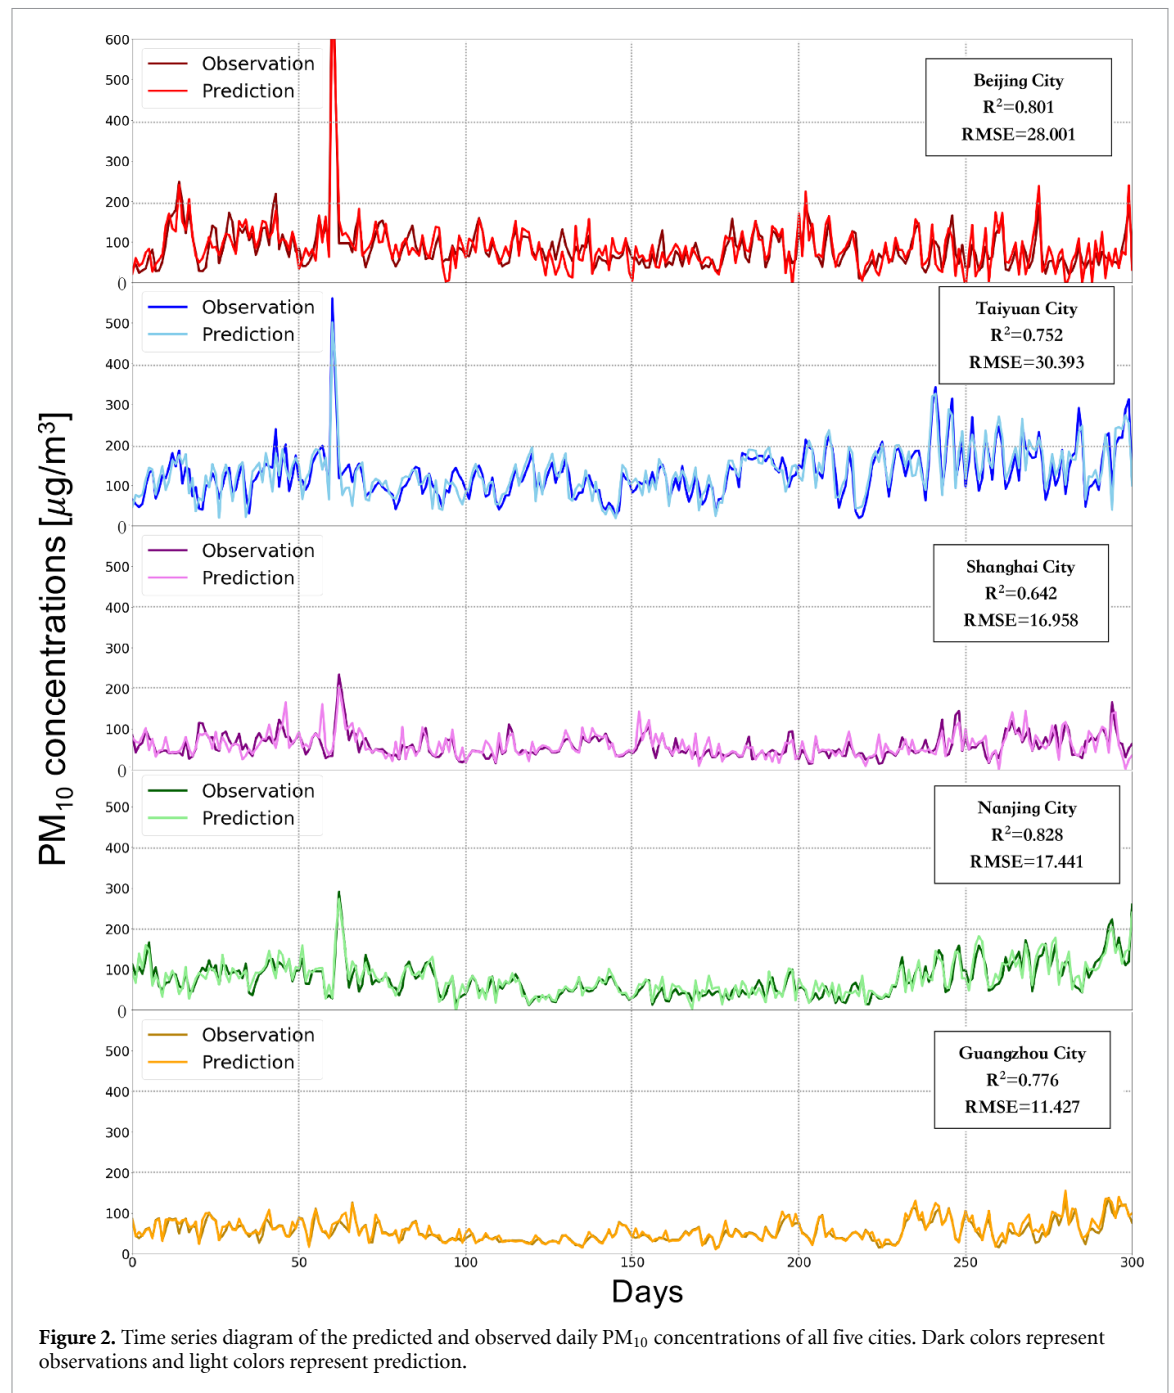 600
500
400
300
200
100
0
Observation
Prediction
Beijing City
R²=0.801
RMSE=28.001
500
400
300
200
100
0
Observation
Prediction
Taiyuan City
R²=0.752
RMSE=30.393
500
400
300
200
100
0
Observation
Prediction
Shanghai City
R²=0.642
RMSE=16.958
500
400
300
200
100
0
Observation
Prediction
Nanjing City
R²=0.828
RMSE=17.441
500
400
300
200
100
0
Observation
Prediction
Guangzhou City
R²=0.776
RMSE=11.427
PM₁₀ concentrations [μg/m³]
0 50 100 150 200 250 300
Days
Figure 2. Time series diagram of the predicted and observed daily PM₁₀ concentrations of all five cities. Dark colors represent
observations and light colors represent prediction.